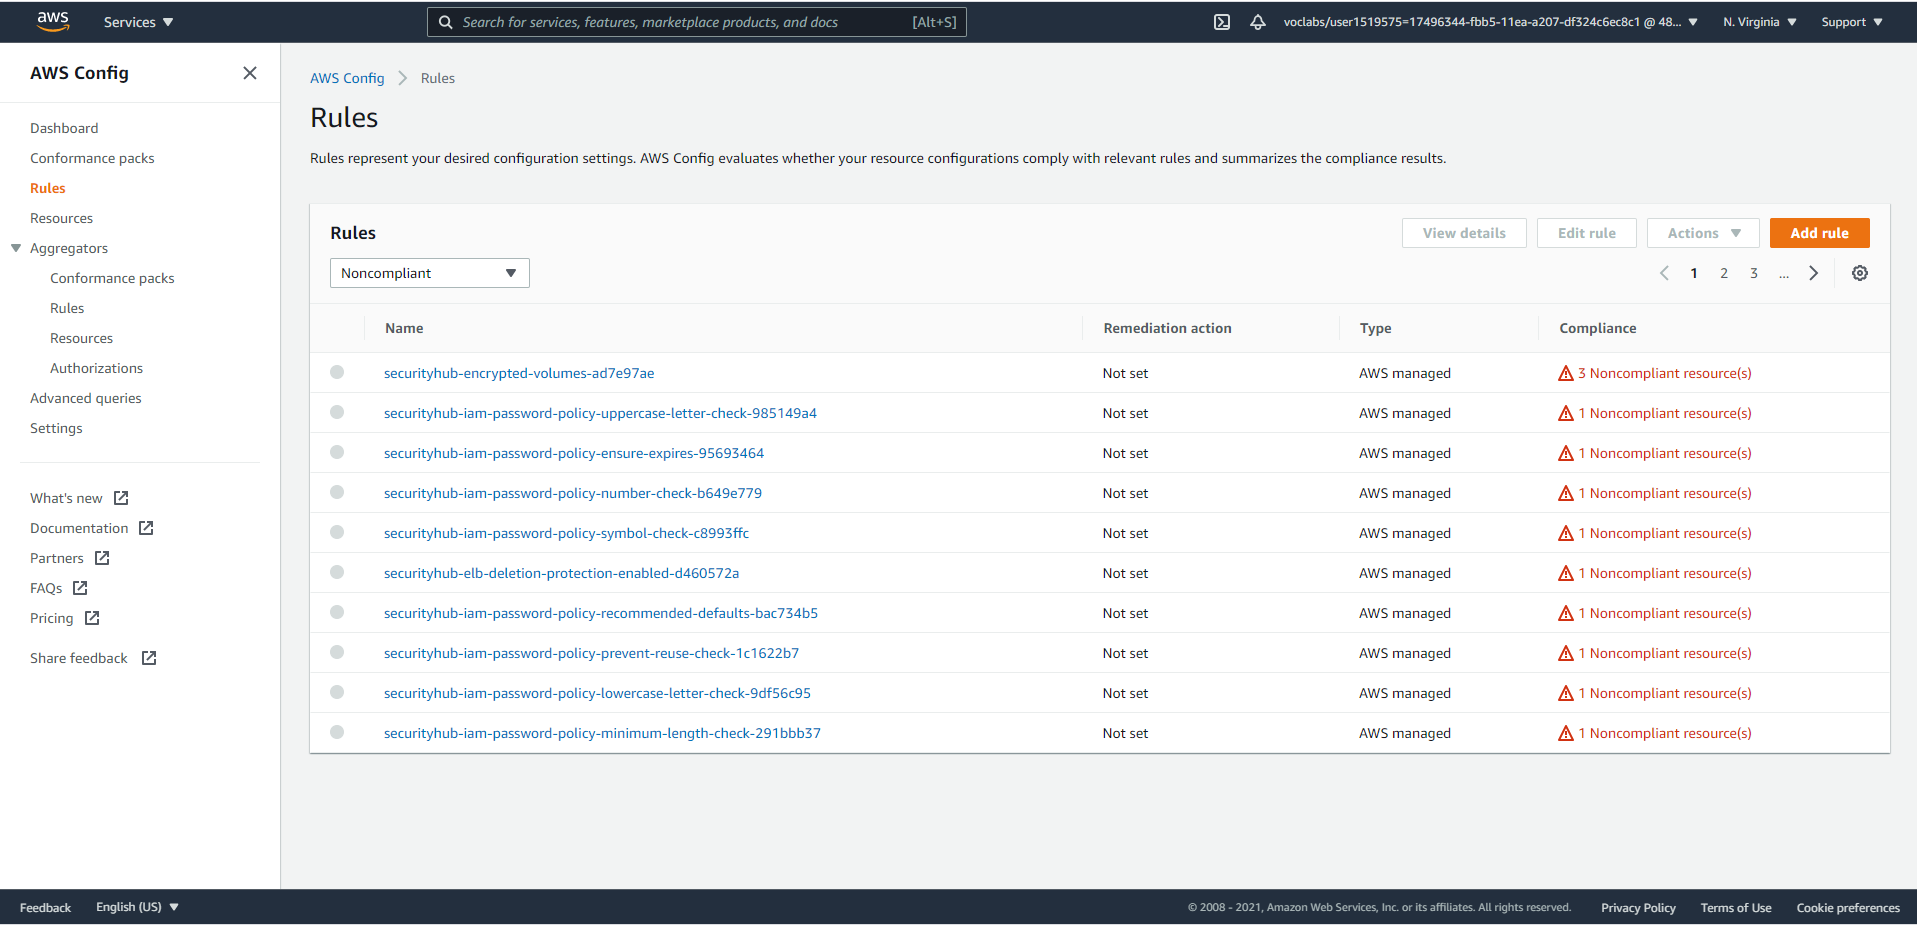 aws Services Search for services, features, marketplace products, and docs [Alt+S] voclabs/user1519575=17496344-fbb5-11ea-a207-df324c6ec8c1 @ 48... N. Virginia Support
AWS Config
Dashboard
Conformance packs
Rules
Resources
Aggregators
Conformance packs
Rules
Resources
Authorizations
Advanced queries
Settings
What's new
Documentation
Partners
FAQs
Pricing
Share feedback
AWS Config Rules
Rules
Rules represent your desired configuration settings. AWS Config evaluates whether your resource configurations comply with relevant rules and summarizes the compliance results.
Rules View details Edit rule Actions Add rule
Noncompliant 1 2 3 ...
Name Remediation action Type Compliance
securityhub-encrypted-volumes-ad7e97ae Not set AWS managed 3 Noncompliant resource(s)
securityhub-iam-password-policy-uppercase-letter-check-985149a4 Not set AWS managed 1 Noncompliant resource(s)
securityhub-iam-password-policy-ensure-expires-95693464 Not set AWS managed 1 Noncompliant resource(s)
securityhub-iam-password-policy-number-check-b649e779 Not set AWS managed 1 Noncompliant resource(s)
securityhub-iam-password-policy-symbol-check-c8993ffc Not set AWS managed 1 Noncompliant resource(s)
securityhub-elb-deletion-protection-enabled-d460572a Not set AWS managed 1 Noncompliant resource(s)
securityhub-iam-password-policy-recommended-defaults-bac734b5 Not set AWS managed 1 Noncompliant resource(s)
securityhub-iam-password-policy-prevent-reuse-check-1c1622b7 Not set AWS managed 1 Noncompliant resource(s)
securityhub-iam-password-policy-lowercase-letter-check-9df56c95 Not set AWS managed 1 Noncompliant resource(s)
securityhub-iam-password-policy-minimum-length-check-291bbb37 Not set AWS managed 1 Noncompliant resource(s)
Feedback English (US) © 2008 - 2021, Amazon Web Services, Inc. or its affiliates. All rights reserved. Privacy Policy Terms of Use Cookie preferences